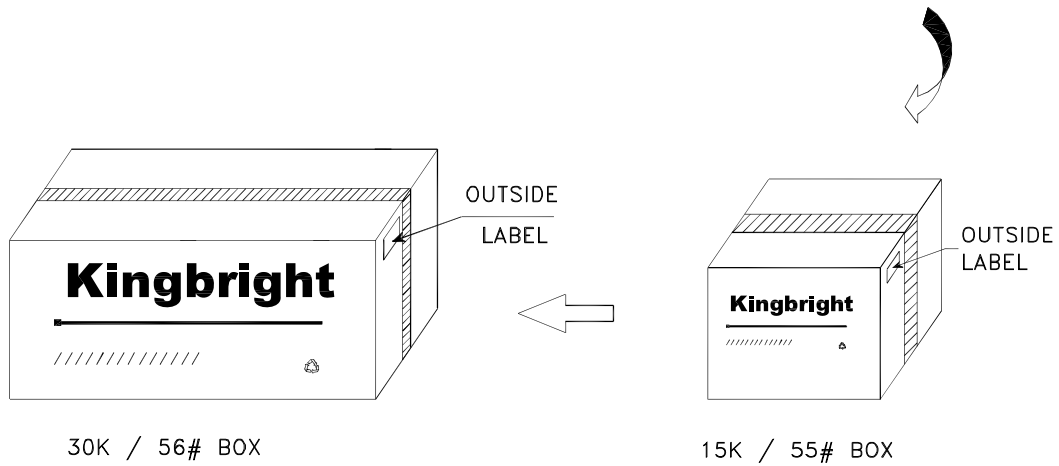 OUTSIDE
LABEL
Kingbright
30K / 56# BOX
OUTSIDE
LABEL
Kingbright
15K / 55# BOX